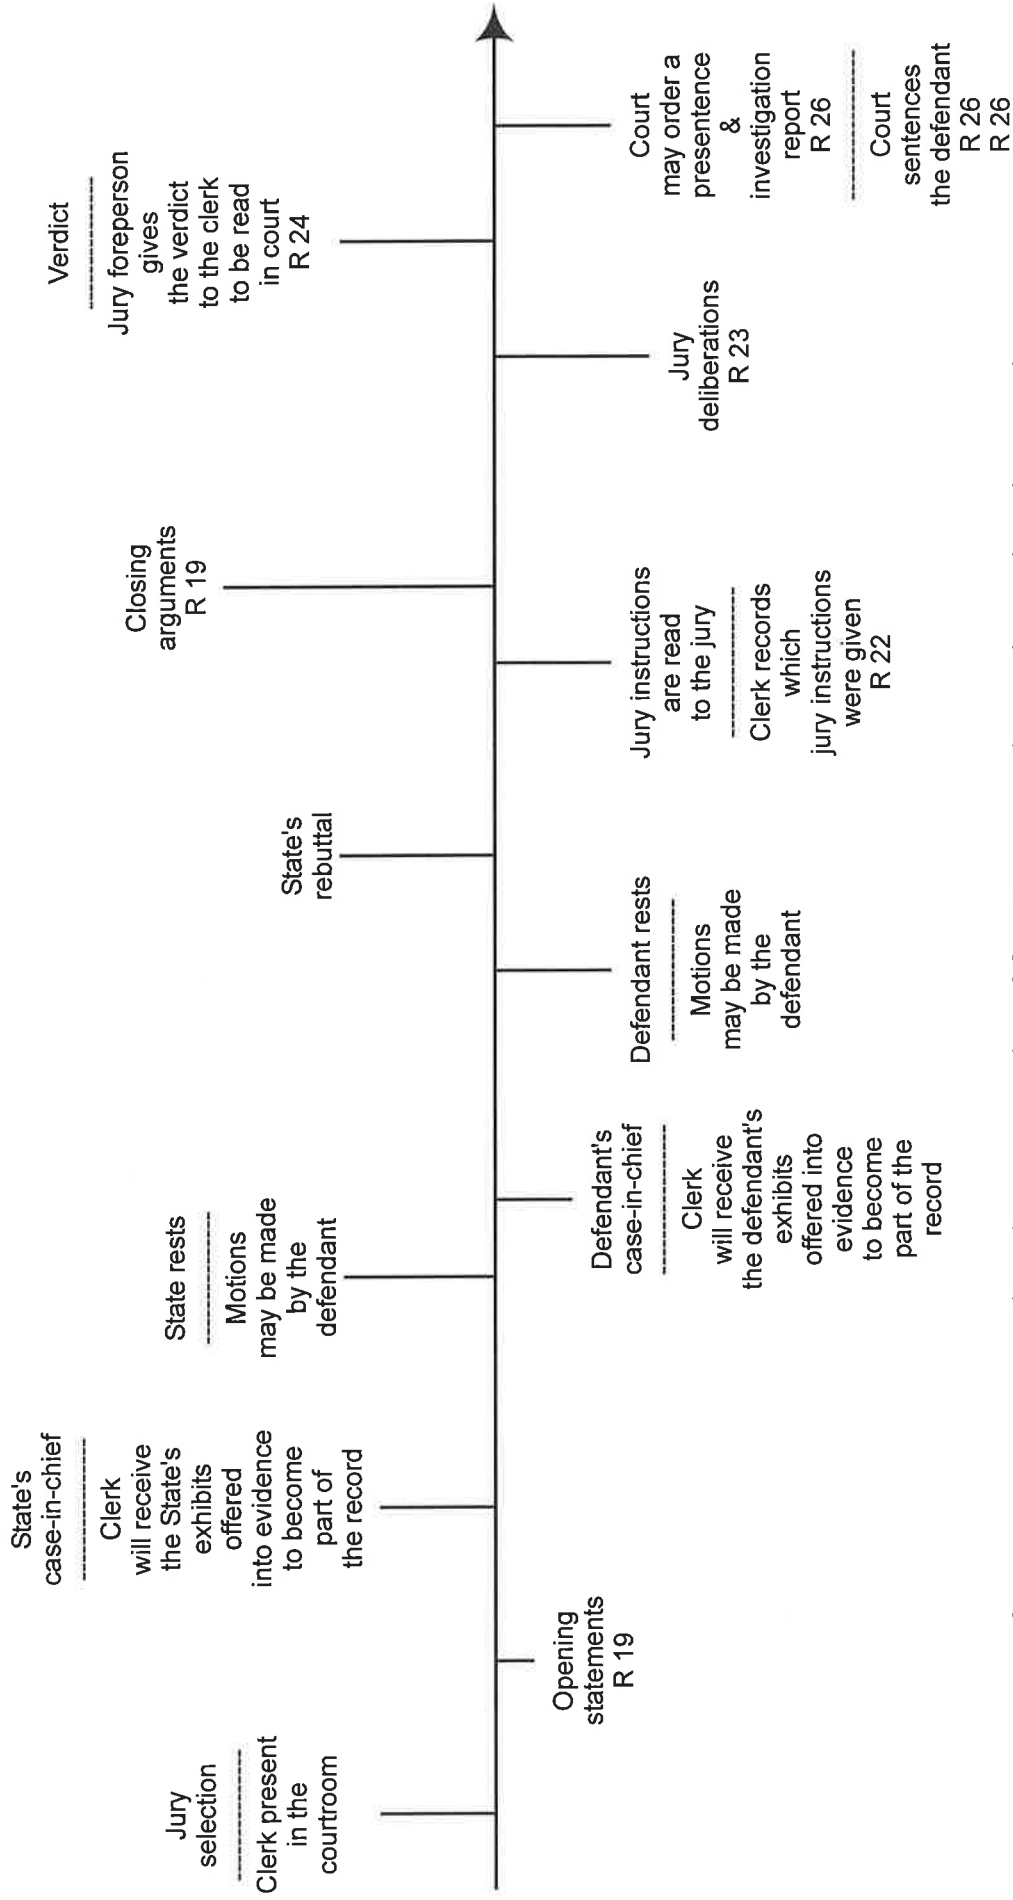 Jury
selection
Clerk present
in the
courtroom
Opening
statements
R 19
State's
case-in-chief
Clerk
will receive
the State's
exhibits
offered
into evidence
to become
part of
the record
State rests
Motions
may be made
by the
defendant
Defendant's
case-in-chief
Clerk
will receive
the defendant's
exhibits
offered into
evidence
to become
part of the
record
Defendant rests
Motions
may be made
by the
defendant
State's
rebuttal
Jury instructions
are read
to the jury
Clerk records
which
jury instructions
were given
R 22
Closing
arguments
R 19
Jury
deliberations
R 23
Verdict
Jury foreperson
gives
the verdict
to the clerk
to be read
in court
R 24
Court
may order a
presentence
&
investigation
report
R 26
Court
sentences
the defendant
R 26
R 26